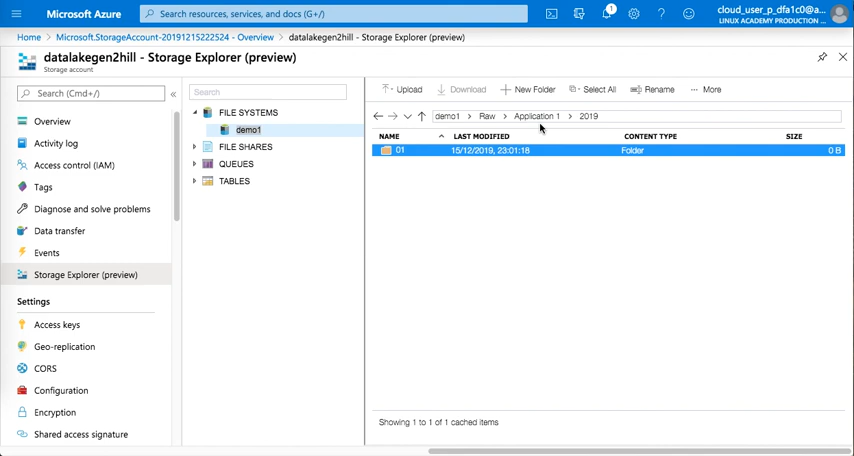 Microsoft Azure
Search resources, services, and docs (G+/)
1
cloud_user_p_dfa1c0@a...
LINUX ACADEMY PRODUCTION ...
Home > Microsoft.StorageAccount-20191215222524 - Overview > datalakegen2hill - Storage Explorer (preview)
datalakegen2hill - Storage Explorer (preview)
Storage account
Search (Cmd+/)
«
Overview
Activity log
Access control (IAM)
Tags
Diagnose and solve problems
Data transfer
Events
Storage Explorer (preview)
Settings
Access keys
Geo-replication
CORS
Configuration
Encryption
Shared access signature
Search
FILE SYSTEMS
demo1
FILE SHARES
QUEUES
TABLES
Upload Download New Folder Select All Rename ... More
demo1 > Raw > Application 1 > 2019
NAME LAST MODIFIED CONTENT TYPE SIZE
01 15/12/2019, 23:01:18 Folder 0 B
Showing 1 to 1 of 1 cached items